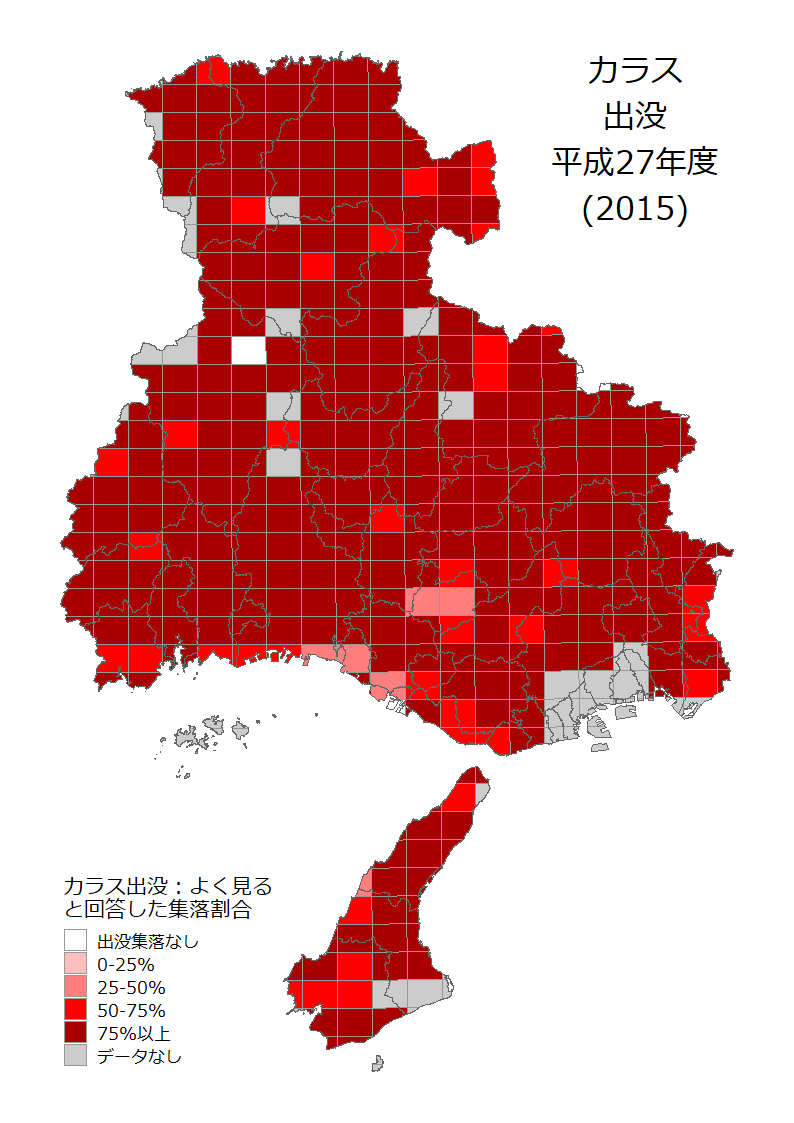 カラス
出没
平成27年度
(2015)
カラス出没：よく見る
と回答した集落割合
出没集落なし
0-25%
25-50%
50-75%
75%以上
データなし